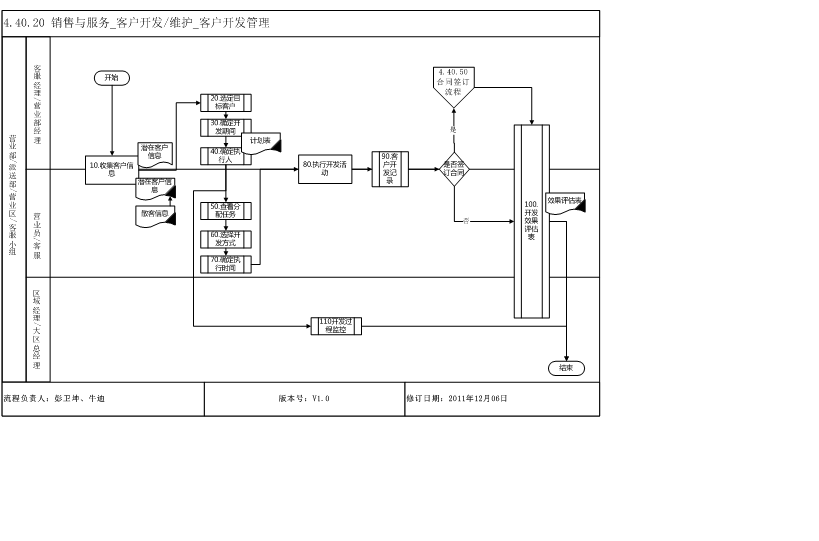 4.40.20 销售与服务_客户开发/维护_客户开发管理
营业部/派送部/营业区/客服小组
客服经理/营业部经理
营业员/客服
区域经理/大区总经理
开始
10.收集客户信
息
潜在客户
信息
潜在客户信
息
散客信息
20.选定目
标客户
30.确定开
发期间
计划表
40.确定执
行人
50.查看分
配任务
60.选择开
发方式
70.确定执
行时间
80.执行开发活
动
90.客
户开
发记
录
4.40.50
合同签订
流程
是
是否签
订合同
否
100.
开发
效果
评估
表
效果评估表
110开发过
程监控
结束
流程负责人：彭卫坤、牛迪
版本号：V1.0
修订日期：2011年12月06日